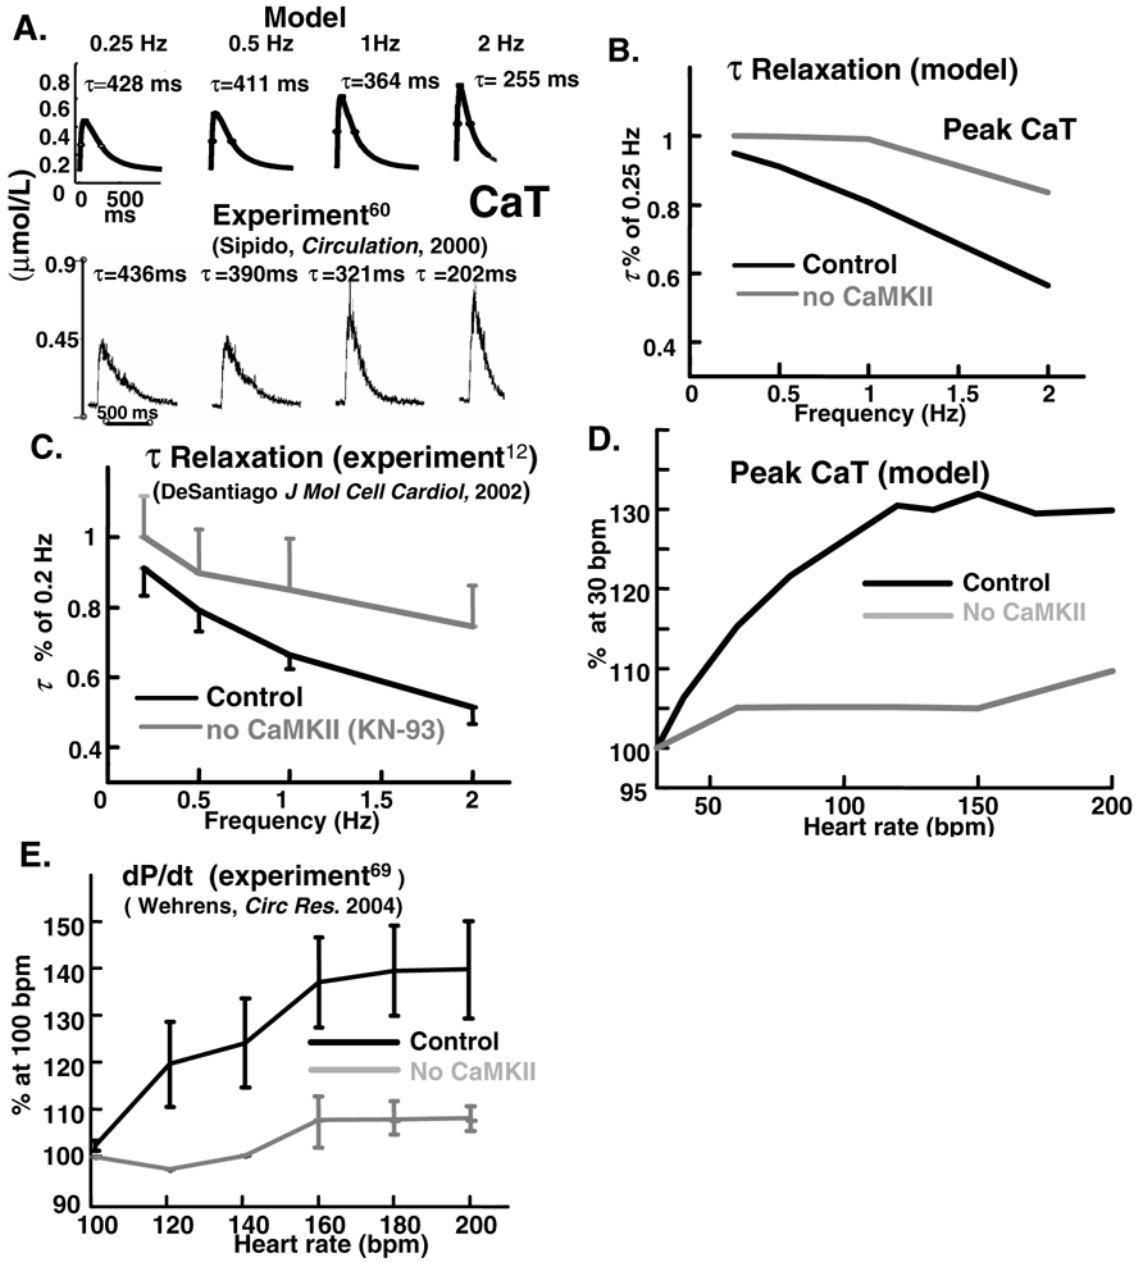 A.
Model
0.25 Hz 0.5 Hz 1Hz 2 Hz
τ=428 ms τ=411 ms τ=364 ms τ= 255 ms
0.8
0.6
0.4
0.2
0
0 500
ms
(μmol/L)
CaT
Experiment60
(Sipido, Circulation, 2000)
0.9
τ=436ms τ=390ms τ=321ms τ=202ms
0.45
500 ms
B.
τ Relaxation (model)
Peak CaT
τ% of 0.25 Hz
1
0.8
0.6
0.4
Control
no CaMKII
0 0.5 1 1.5 2
Frequency (Hz)
C.
τ Relaxation (experiment12)
(DeSantiago J Mol Cell Cardiol, 2002)
τ % of 0.2 Hz
1
0.8
0.6
0.4
Control
no CaMKII (KN-93)
0 0.5 1 1.5 2
Frequency (Hz)
D.
Peak CaT (model)
% at 30 bpm
130
120
110
100
95
Control
No CaMKII
50 100 150 200
Heart rate (bpm)
E.
dP/dt (experiment69)
( Wehrens, Circ Res. 2004)
% at 100 bpm
150
140
130
120
110
100
90
Control
No CaMKII
100 120 140 160 180 200
Heart rate (bpm)